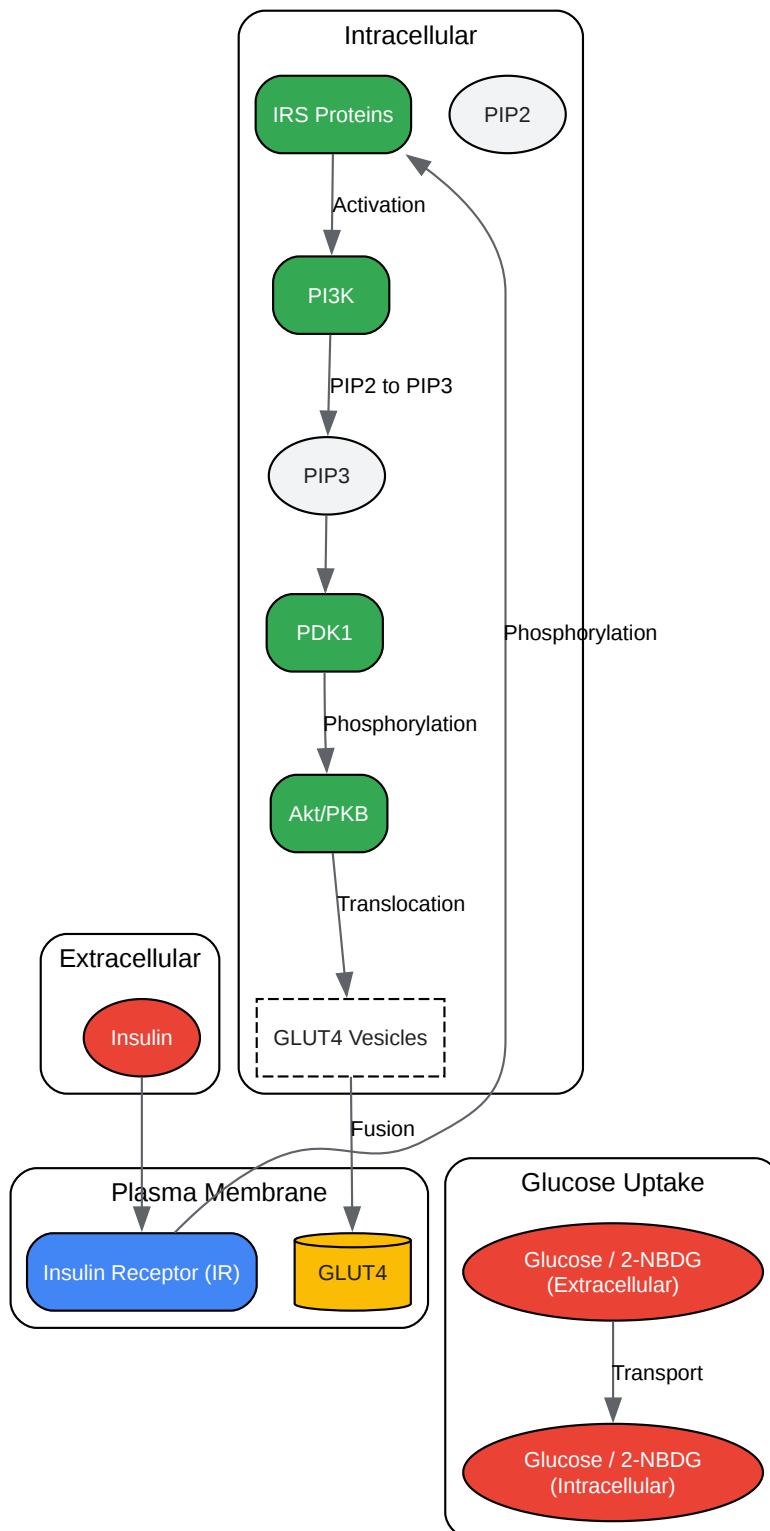 Intracellular
IRS Proteins
PIP2
Activation
PI3K
PIP2 to PIP3
PIP3
PDK1
Phosphorylation
Phosphorylation
Akt/PKB
Translocation
Extracellular
Insulin
GLUT4 Vesicles
Fusion
Plasma Membrane
Insulin Receptor (IR)
GLUT4
Glucose Uptake
Glucose / 2-NBDG
(Extracellular)
Transport
Glucose / 2-NBDG
(Intracellular)